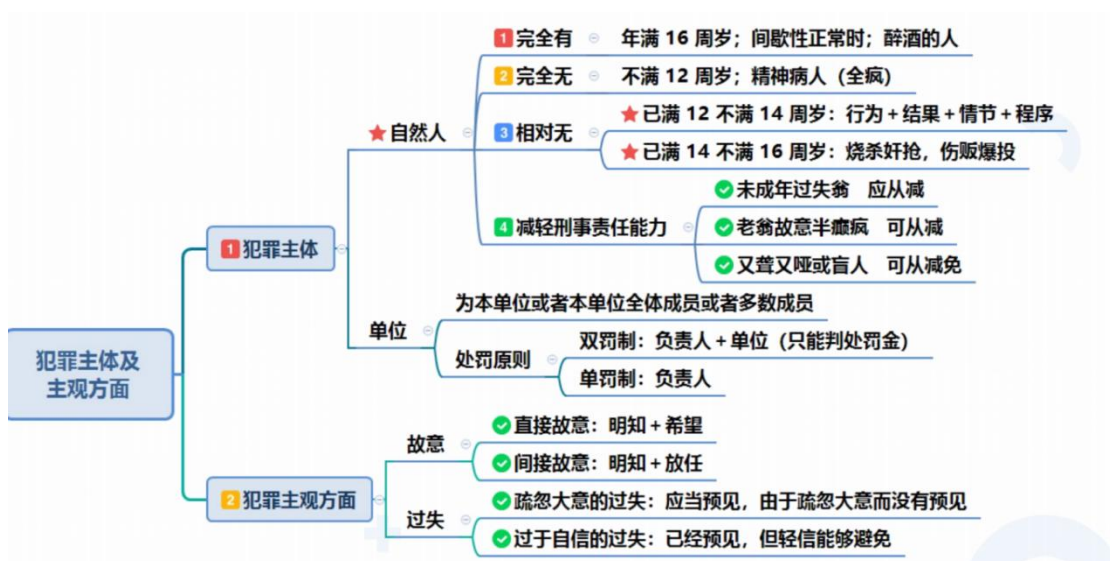 犯罪主体及
主观方面
1 犯罪主体
★自然人
1 完全有
年满 16 周岁；间歇性正常时；醉酒的人
2 完全无
不满 12 周岁；精神病人（全疯）
3 相对无
★已满 12 不满 14 周岁：行为+结果+情节+程序
★已满 14 不满 16 周岁：烧杀奸抢，伤贩爆投
4 减轻刑事责任能力
未成年过失翁 应从减
老翁故意半癫疯 可从减
又聋又哑或盲人 可从减免
单位
为本单位或者本单位全体成员或者多数成员
处罚原则
双罚制：负责人+单位（只能判处罚金）
单罚制：负责人
2 犯罪主观方面
故意
直接故意：明知+希望
间接故意：明知+放任
过失
疏忽大意的过失：应当预见，由于疏忽大意而没有预见
过于自信的过失：已经预见，但轻信能够避免